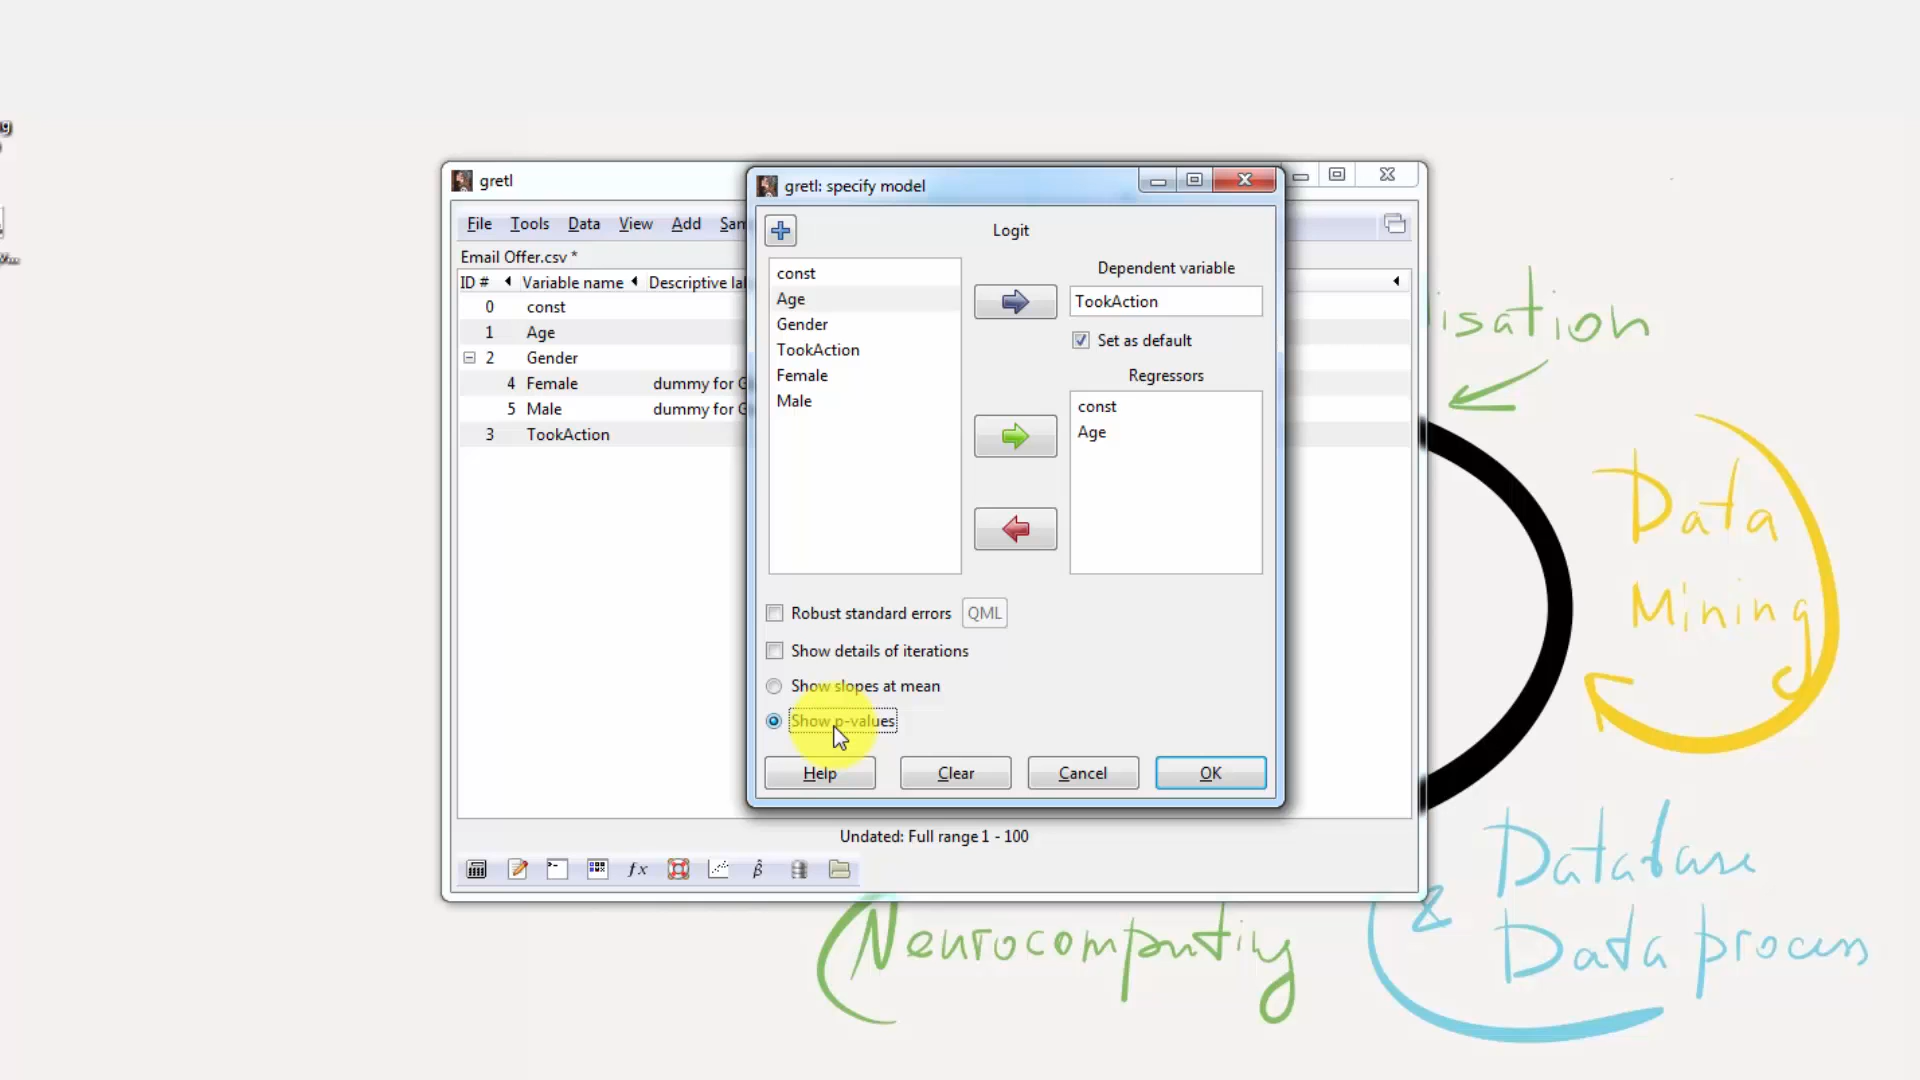 gretl
File Tools Data View Add
Email Offer.csv *
ID # Variable name
0 const
1 Age
2 Gender
4 Female dummy for
5 Male dummy for
3 TookAction
Undated: Full range 1 - 100
gretl: specify model
Logit
const
Age
Gender
TookAction
Female
Male
Dependent variable
TookAction
Set as default
Regressors
const
Age
Robust standard errors QML
Show details of iterations
Show slopes at mean
Show p-values
Help Clear Cancel OK
isation
Data
Mining
Database
& Data process
Neurocomputing